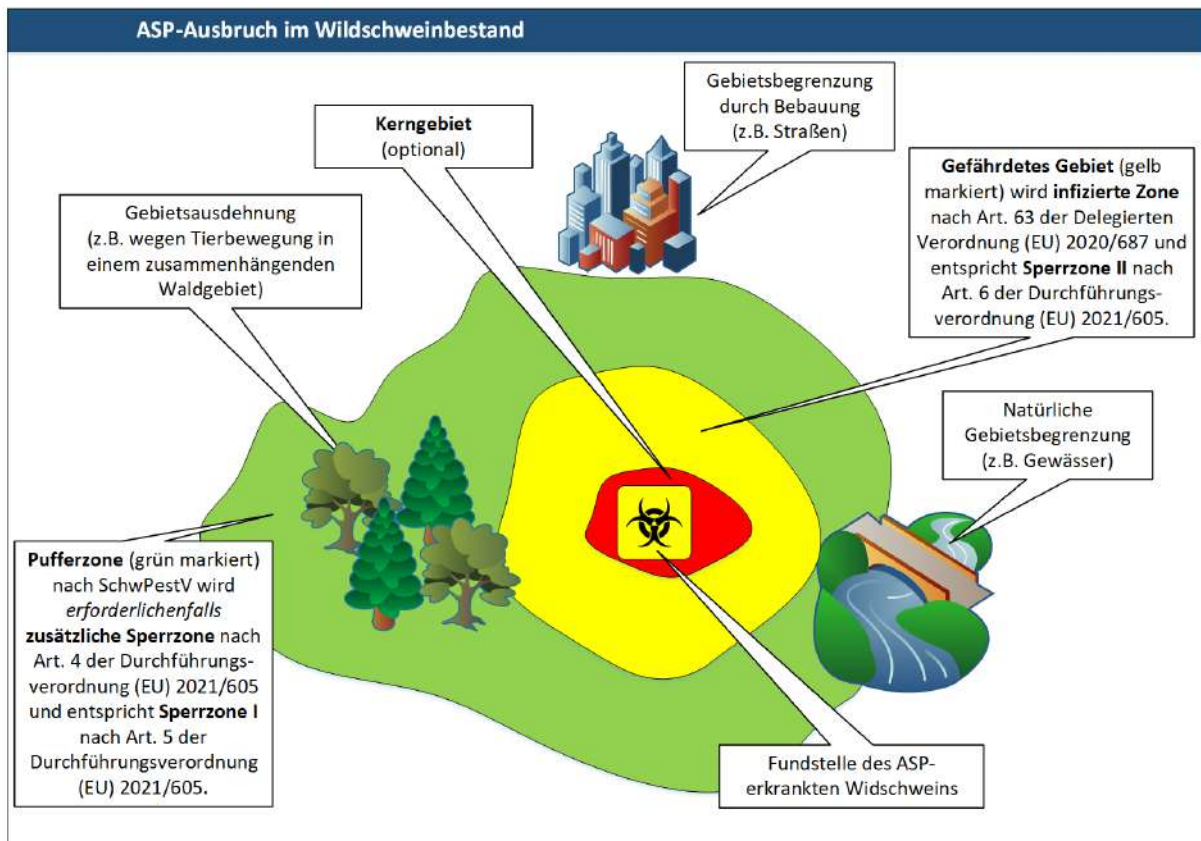 ASP-Ausbruch im Wildschweinbestand
Gebietsbegrenzung
durch Bebauung
(z.B. Straßen)
Kerngebiet
(optional)
Gefährdetes Gebiet (gelb
markiert) wird infizierte Zone
nach Art. 63 der Delegierten
Verordnung (EU) 2020/687 und
entspricht Sperrzone II nach
Art. 6 der Durchführungs-
verordnung (EU) 2021/605.
Gebietsausdehnung
(z.B. wegen Tierbewegung in
einem zusammenhängenden
Waldgebiet)
Natürliche
Gebietsbegrenzung
(z.B. Gewässer)
Pufferzone (grün markiert)
nach SchwPestV wird
erforderlichenfalls
zusätzliche Sperrzone nach
Art. 4 der Durchführungs-
verordnung (EU) 2021/605
und entspricht Sperrzone I
nach Art. 5 der
Durchführungsverordnung
(EU) 2021/605.
Fundstelle des ASP-
erkrankten Widschweins